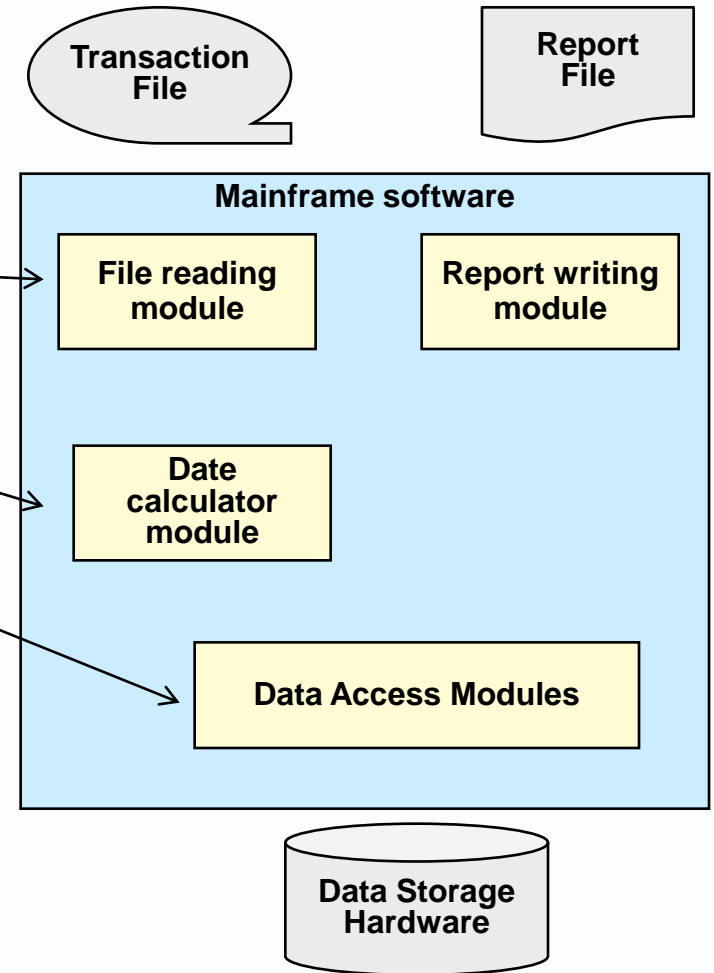 Transaction
File
Report
File
Mainframe software
File reading
module
Report writing
module
Date
calculator
module
Data Access Modules
Data Storage
Hardware